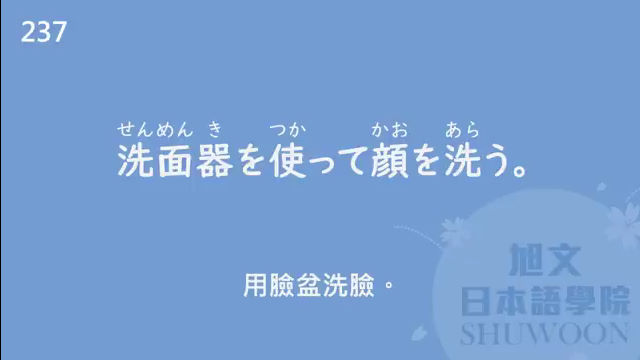 237
せんめん き つか かお あら
洗面器を使って顔を洗う。
用臉盆洗臉。
旭文
日本語學院
SHUWOON